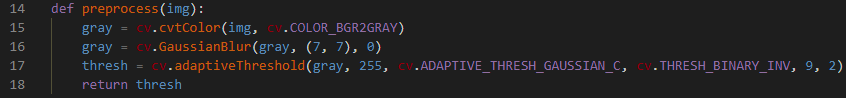 14 def preprocess(img):
15     gray = cv.cvtColor(img, cv.COLOR_BGR2GRAY)
16     gray = cv.GaussianBlur(gray, (7, 7), 0)
17     thresh = cv.adaptiveThreshold(gray, 255, cv.ADAPTIVE_THRESH_GAUSSIAN_C, cv.THRESH_BINARY_INV, 9, 2)
18     return thresh